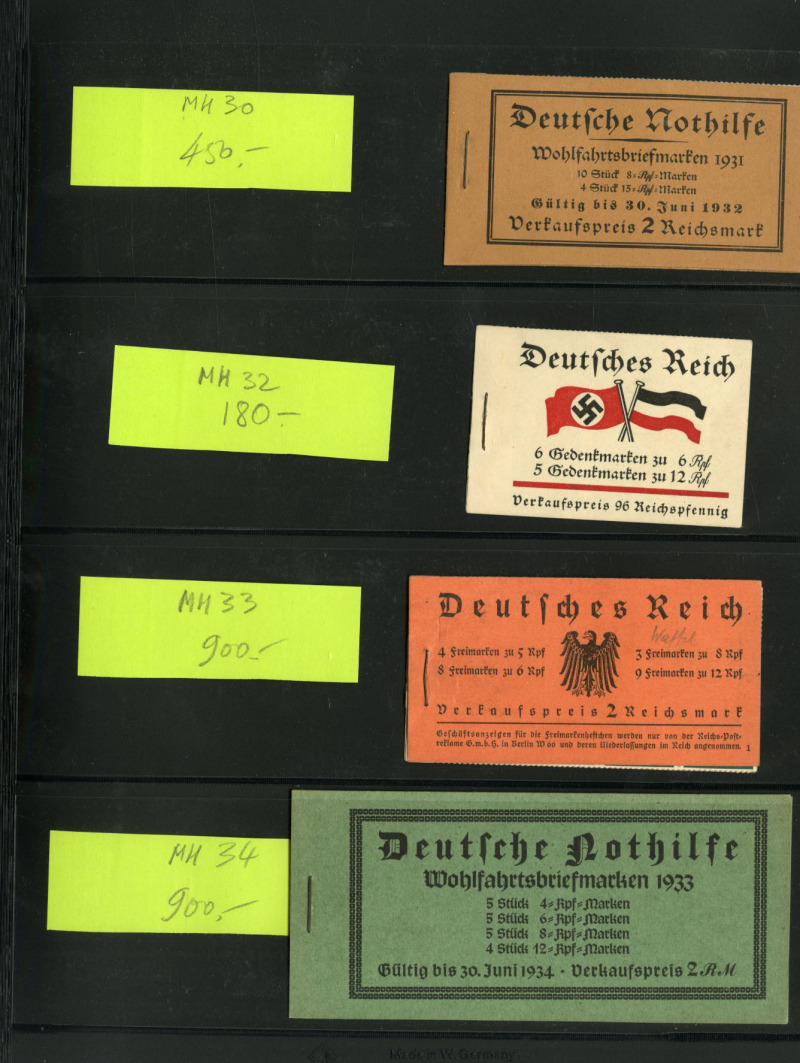 MH 30
450,-
Deutsche Nothilfe
Wohlfahrtsbriefmarken 1931
10 Stück 8=Rpf=Marken
4 Stück 15=Rpf=Marken
Gültig bis 30. Juni 1932
Verkaufspreis 2 Reichsmark
MH 32
180-
Deutsches Reich
6 Gedenkmarken zu 6 Rpf
5 Gedenkmarken zu 12 Rpf
Verkaufspreis 96 Reichspfennig
MH 33
900.-
Deutsches Reich
4 Freimarken zu 5 Rpf
3 Freimarken zu 8 Rpf
8 Freimarken zu 6 Rpf
9 Freimarken zu 12 Rpf
Verkaufspreis 2 Reichsmark
Geschäftsanzeigen für die Freimarkenheftchen werden nur von der Reichs-Post-
reklame G.m.b.H. in Berlin W 60 und deren Niederlassungen im Reich angenommen. 1
MH 34
900,-
Deutsche Nothilfe
Wohlfahrtsbriefmarken 1933
5 Stück 4=Rpf=Marken
5 Stück 6=Rpf=Marken
5 Stück 8=Rpf=Marken
4 Stück 12=Rpf=Marken
Gültig bis 30. Juni 1934 · Verkaufspreis 2 RM
Made in W. Germany